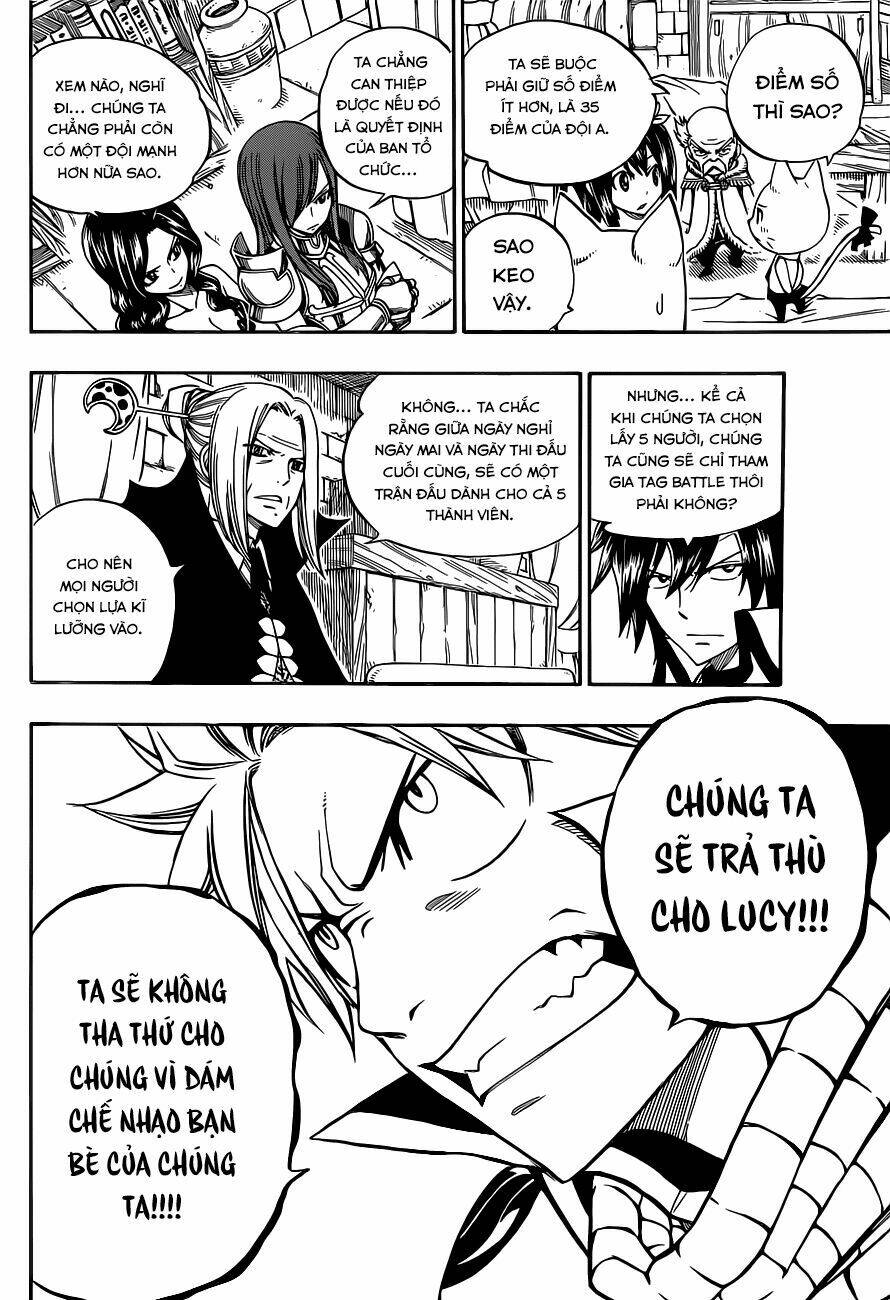 ĐIỂM SỐ
THÌ SAO?
TA SẼ BUỘC
PHẢI GIỮ SỐ ĐIỂM
ÍT HƠN, LÀ 35
ĐIỂM CỦA ĐỘI A.
SAO
KEO
VẬY.
TA CHẲNG
CAN THIỆP
ĐƯỢC NẾU ĐÓ
LÀ QUYẾT ĐỊNH
CỦA BAN TỔ
CHỨC...
XEM NÀO, NGHĨ
ĐI... CHÚNG TA
CHẲNG PHẢI CÒN
CÓ MỘT ĐỘI MẠNH
HƠN NỮA SAO.
NHƯNG... KỂ CẢ
KHI CHÚNG TA CHỌN
LẤY 5 NGƯỜI, CHÚNG
TA CŨNG SẼ CHỈ THAM
GIA TAG BATTLE THÔI
PHẢI KHÔNG?
KHÔNG... TA CHẮC
RẰNG GIỮA NGÀY NGHỈ
NGÀY MAI VÀ NGÀY THI ĐẤU
CUỐI CÙNG, SẼ CÓ MỘT
TRẬN ĐẤU DÀNH CHO CẢ 5
THÀNH VIÊN.
CHO NÊN
MỌI NGƯỜI
CHỌN LỰA KĨ
LƯỠNG VÀO.
CHÚNG TA
SẼ TRẢ THÙ
CHO LUCY!!!
TA SẼ KHÔNG
THA THỨ CHO
CHÚNG VÌ DÁM
CHẾ NHẠO BẠN
BÈ CỦA CHÚNG
TA!!!!